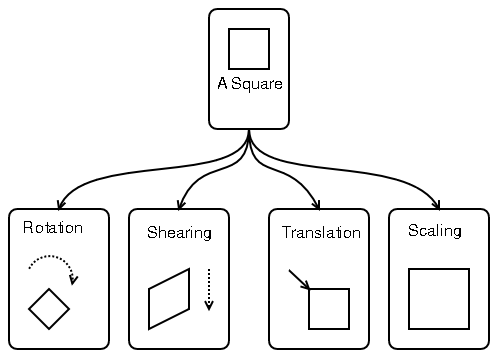 A Square
Rotation
Shearing
Translation
Scaling